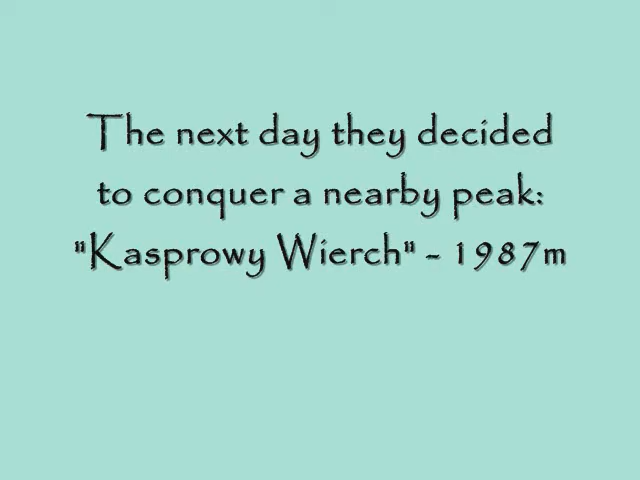 The next day they decided
to conquer a nearby peak:
"Kasprowy Wierch" - 1987m